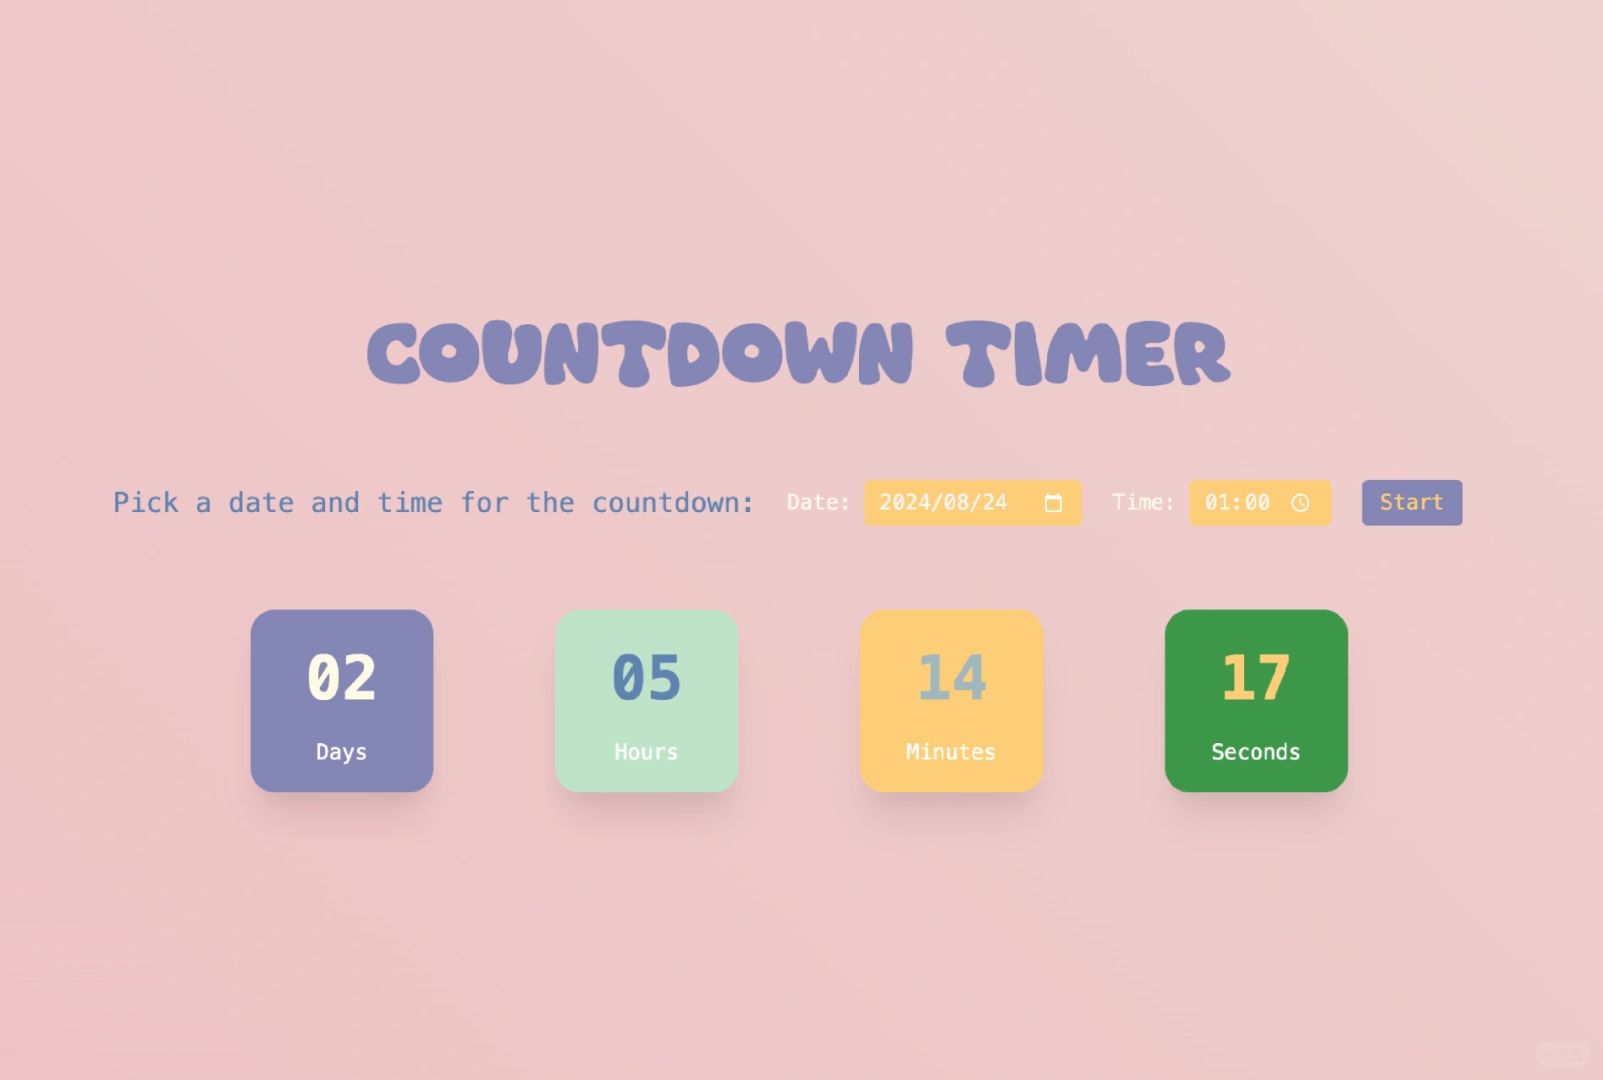 COUNTDOWN TIMER
Pick a date and time for the countdown: Date: 2024/08/24 Time: 01:00 Start
02 05 14 17
Days Hours Minutes Seconds